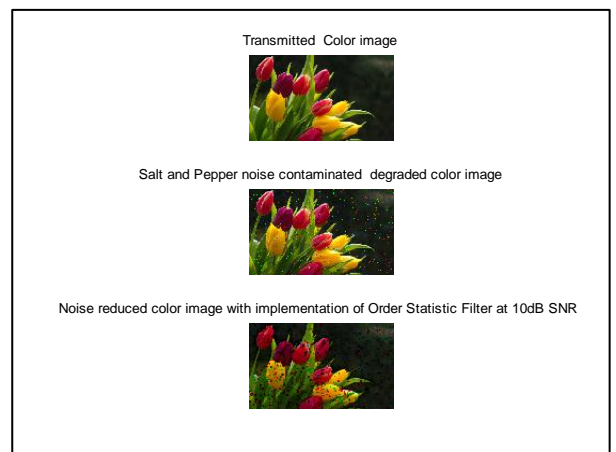 Transmitted Color image
Salt and Pepper noise contaminated degraded color image
Noise reduced color image with implementation of Order Statistic Filter at 10dB SNR